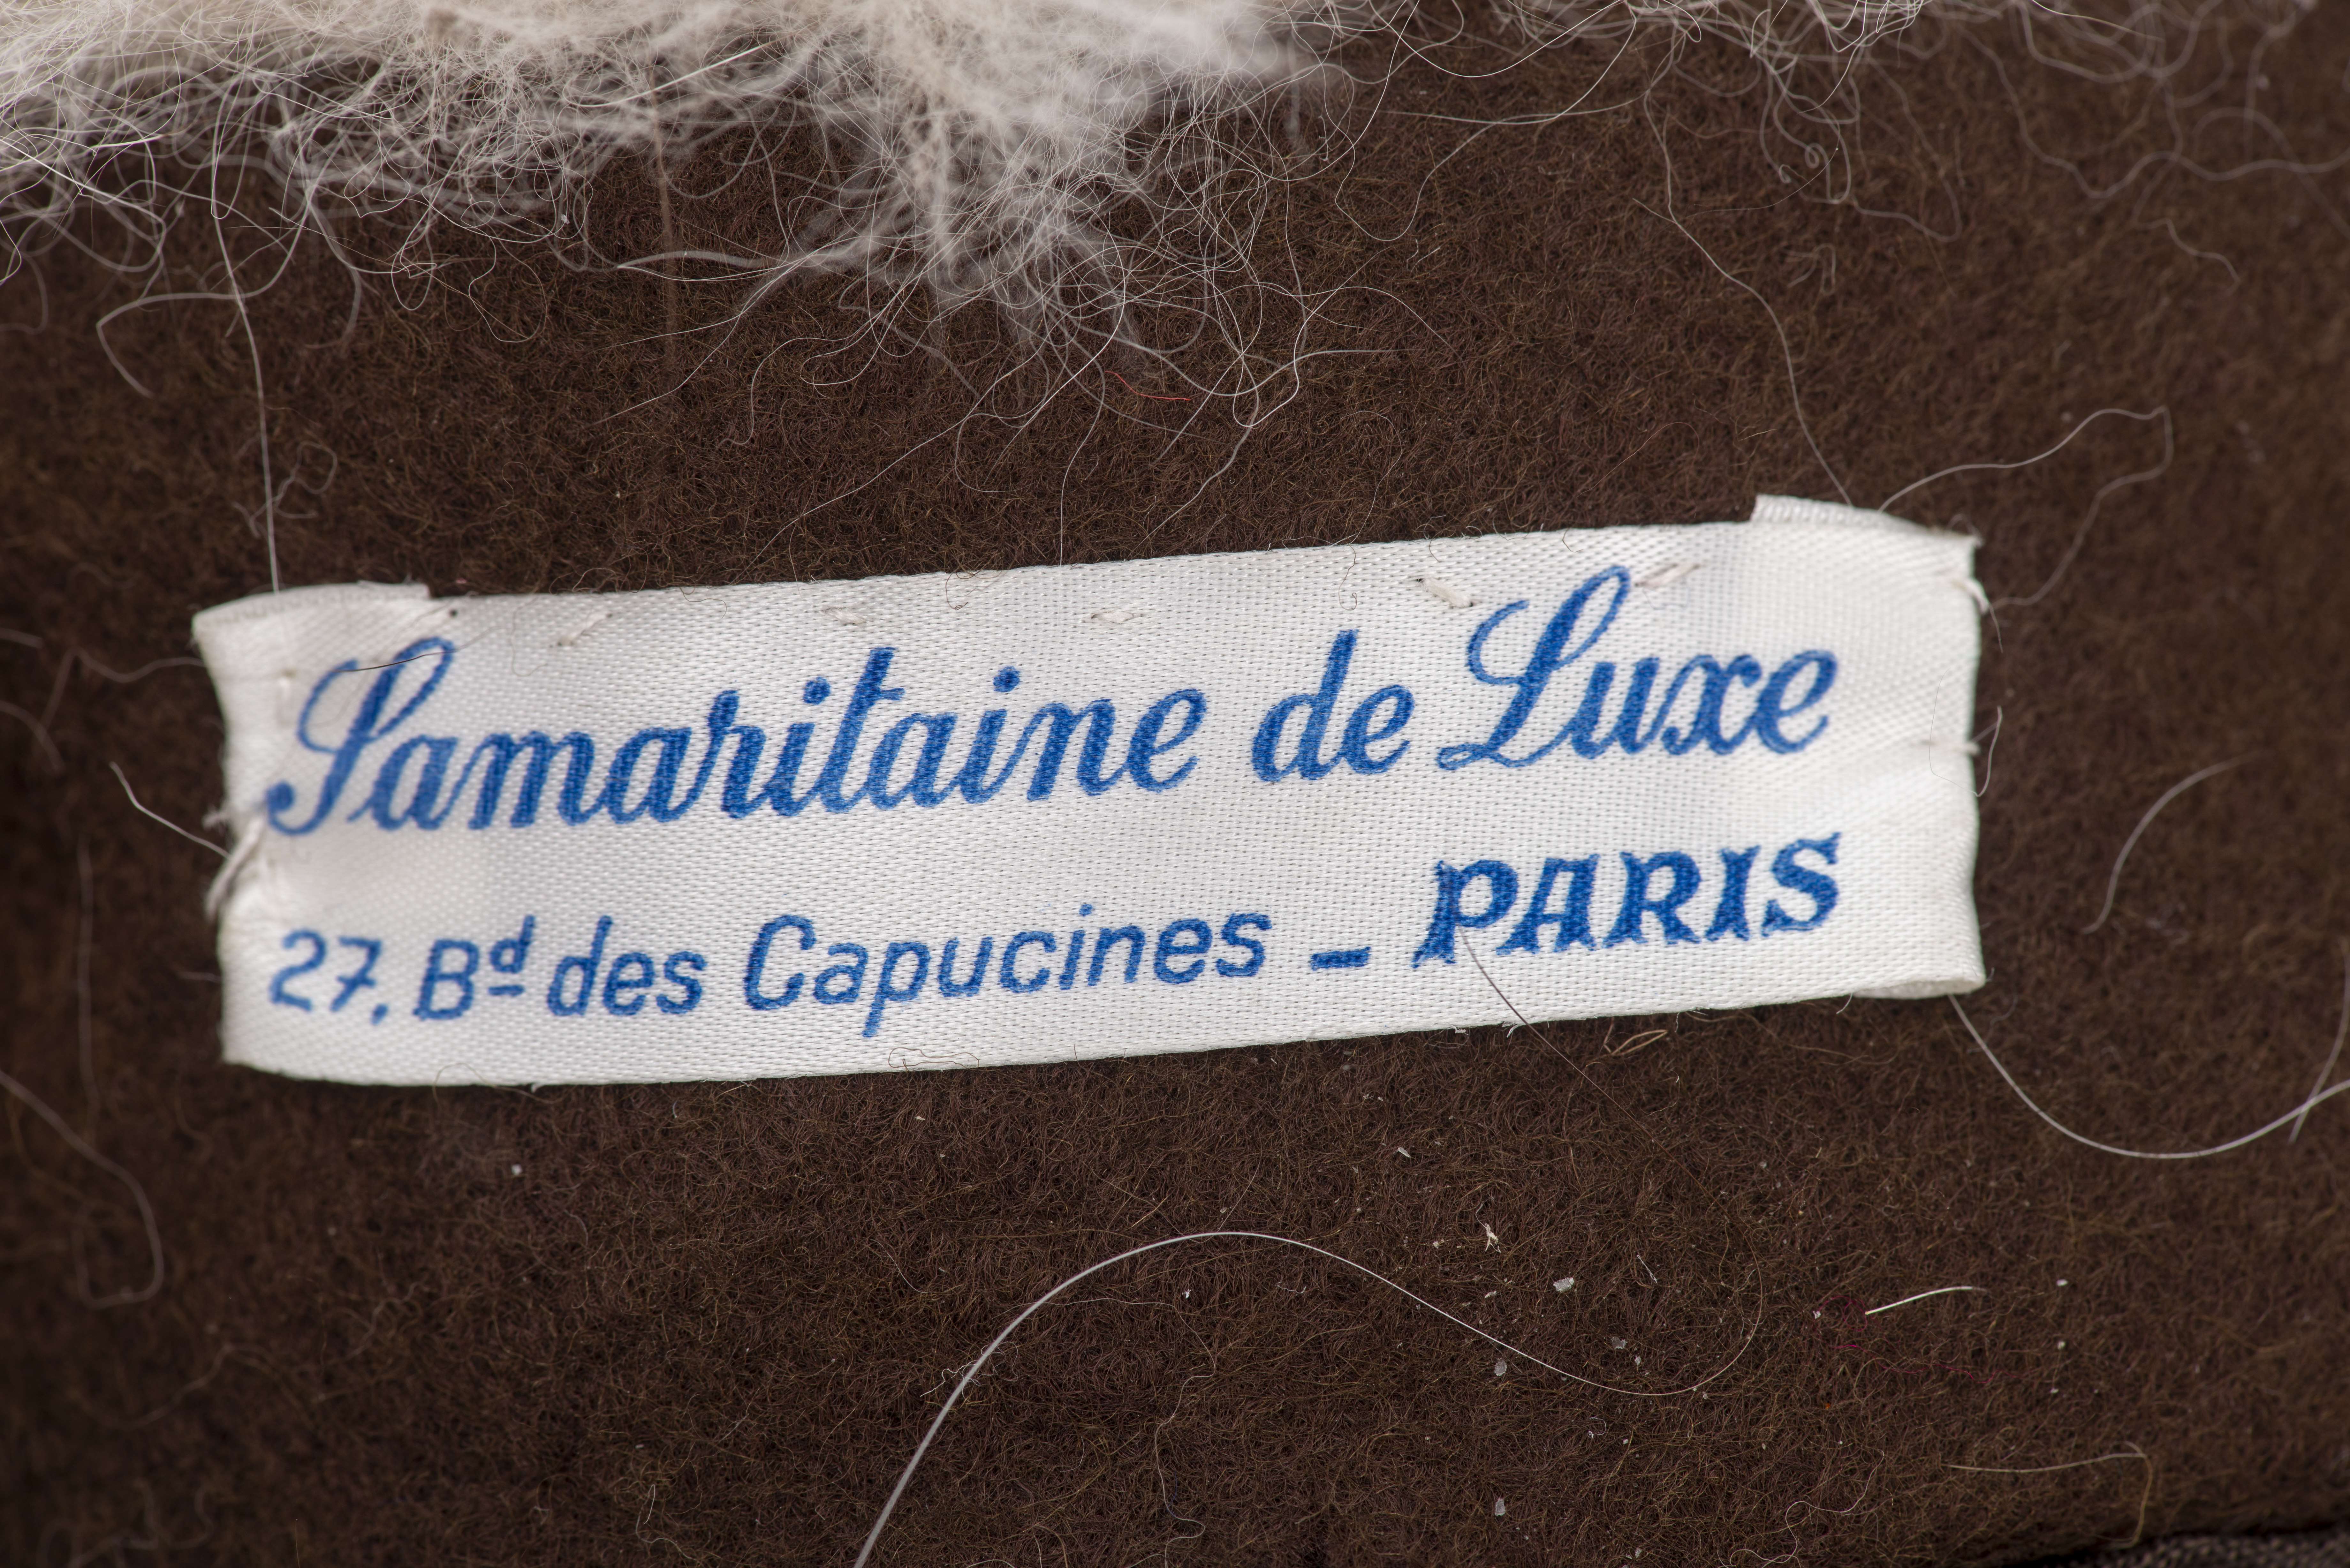 Samaritaine de Luxe
27, Bᵈ des Capucines - PARIS